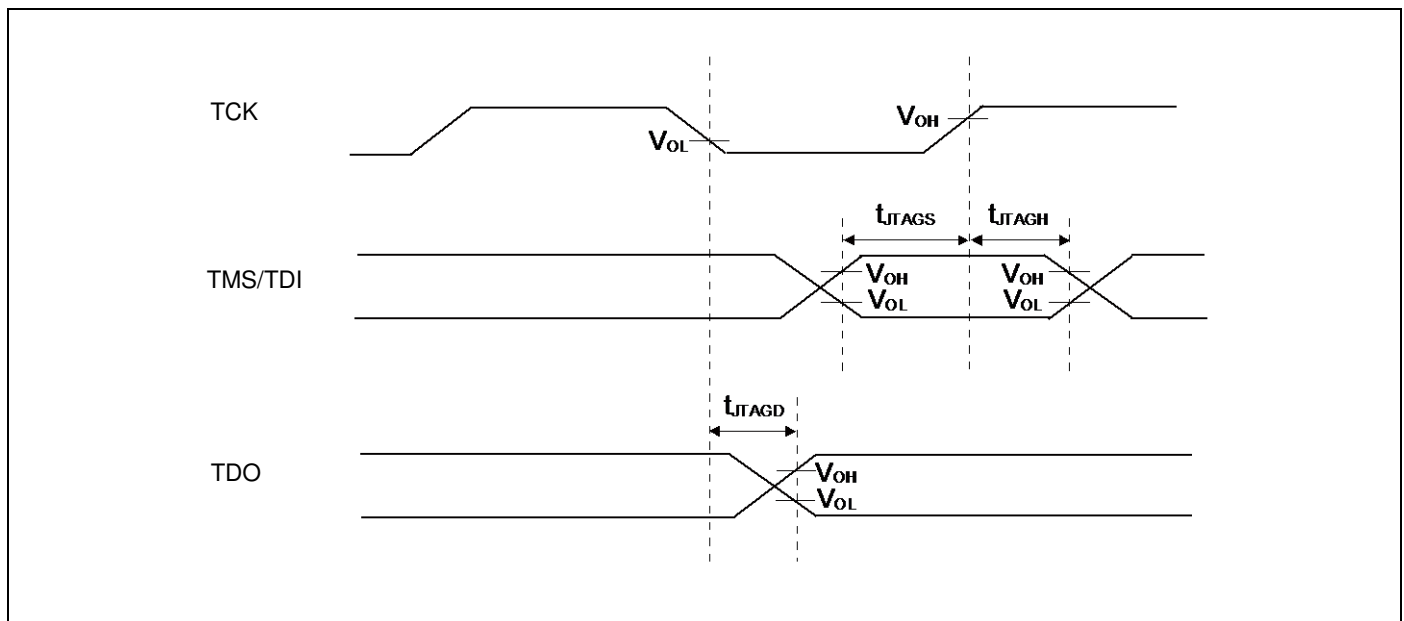 TCK
VOL
VOH
tJTAGS
tJTAGH
TMS/TDI
VOH
VOL
VOH
VOL
tJTAGD
TDO
VOH
VOL